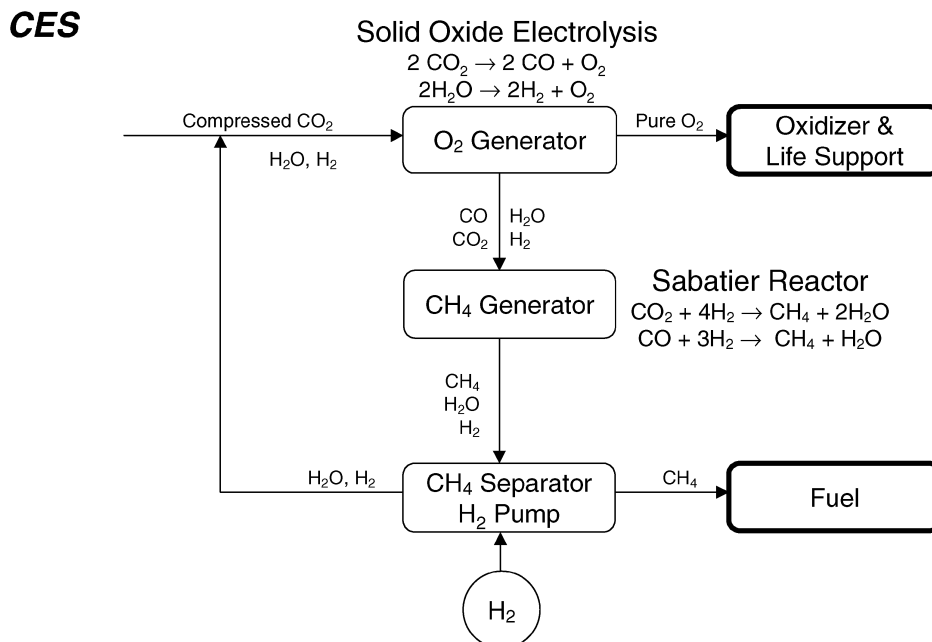 CES
Solid Oxide Electrolysis
2 CO₂ → 2 CO + O₂
2H₂O → 2H₂ + O₂
Compressed CO₂
H₂O, H₂
O₂ Generator
Pure O₂
Oxidizer &
Life Support
CO H₂O
CO₂ H₂
CH₄ Generator
Sabatier Reactor
CO₂ + 4H₂ → CH₄ + 2H₂O
CO + 3H₂ → CH₄ + H₂O
CH₄
H₂O
H₂
H₂O, H₂
CH₄ Separator
H₂ Pump
CH₄
Fuel
H₂